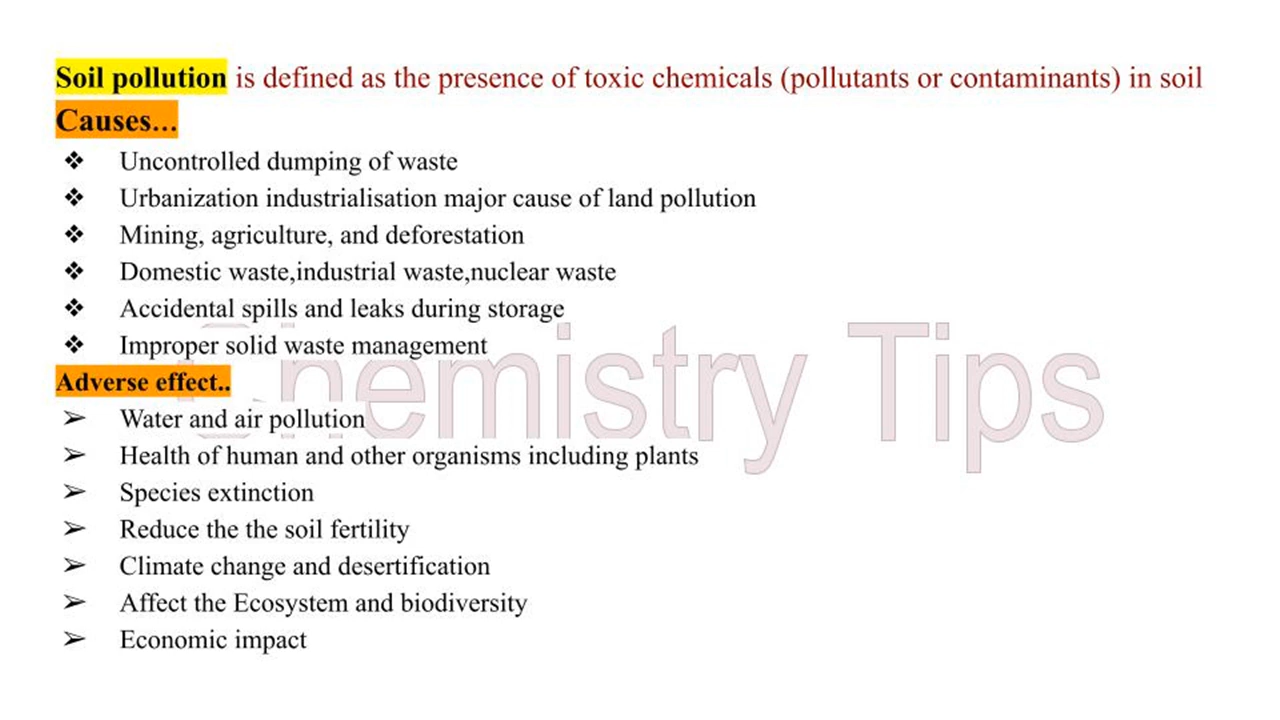 Soil pollution is defined as the presence of toxic chemicals (pollutants or contaminants) in soil
Causes...
❖ Uncontrolled dumping of waste
❖ Urbanization industrialisation major cause of land pollution
❖ Mining, agriculture, and deforestation
❖ Domestic waste,industrial waste,nuclear waste
❖ Accidental spills and leaks during storage
❖ Improper solid waste management
Adverse effect..
➢ Water and air pollution
➢ Health of human and other organisms including plants
➢ Species extinction
➢ Reduce the the soil fertility
➢ Climate change and desertification
➢ Affect the Ecosystem and biodiversity
➢ Economic impact
Chemistry Tips